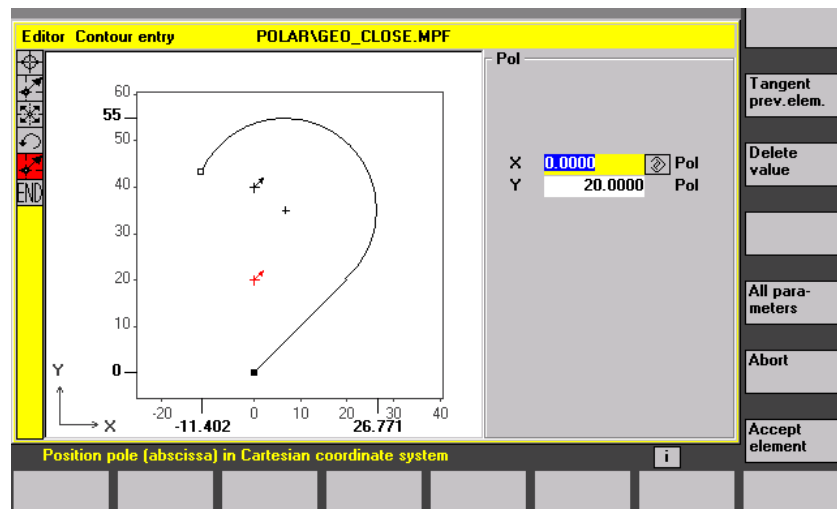 Editor Contour entry POLAR\GEO_CLOSE.MPF
END
60
55
50
40
30
20
10
0
Y
X
-20 0 10 20 30 40
-11.402 26.771
Pol
X 0.0000 Pol
Y 20.0000 Pol
Tangent
prev.elem.
Delete
value
All para-
meters
Abort
Accept
element
Position pole (abscissa) in Cartesian coordinate system
i